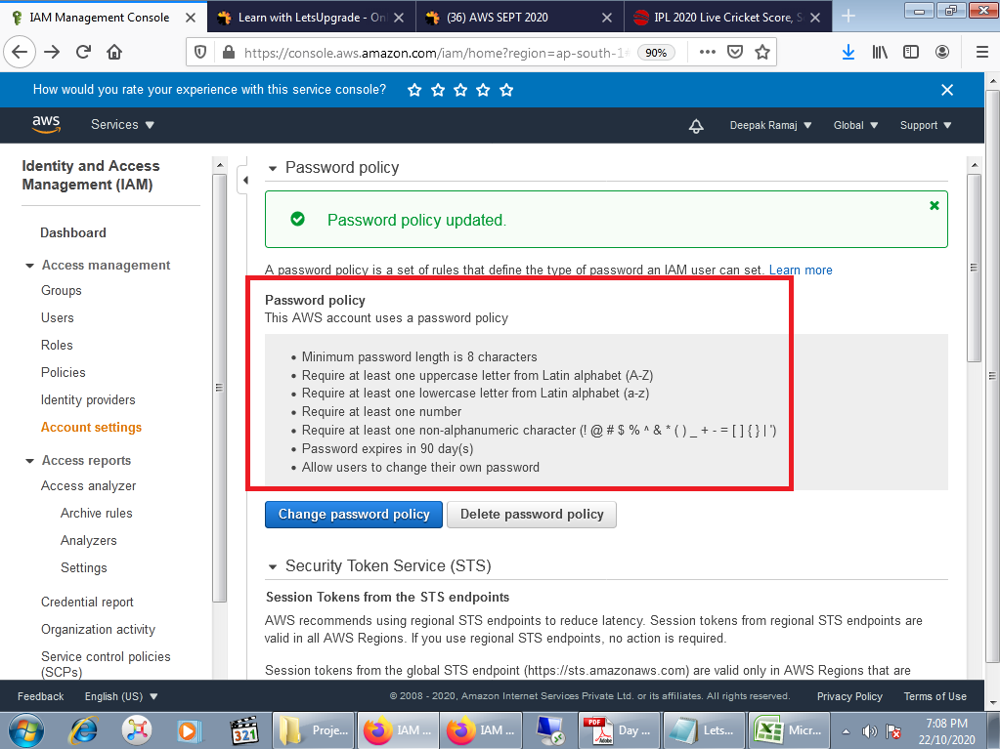 IAM Management Console
Learn with LetsUpgrade - On
(36) AWS SEPT 2020
IPL 2020 Live Cricket Score, S
https://console.aws.amazon.com/iam/home?region=ap-south-1#
90%
How would you rate your experience with this service console?
aws
Services
Deepak Ramaj
Global
Support
Identity and Access
Management (IAM)
Dashboard
Access management
Groups
Users
Roles
Policies
Identity providers
Account settings
Access reports
Access analyzer
Archive rules
Analyzers
Settings
Credential report
Organization activity
Service control policies
(SCPs)
Password policy
Password policy updated.
A password policy is a set of rules that define the type of password an IAM user can set. Learn more
Password policy
This AWS account uses a password policy
• Minimum password length is 8 characters
• Require at least one uppercase letter from Latin alphabet (A-Z)
• Require at least one lowercase letter from Latin alphabet (a-z)
• Require at least one number
• Require at least one non-alphanumeric character (! @ # $ % ^ & * ( ) _ + - = [ ] { } | ')
• Password expires in 90 day(s)
• Allow users to change their own password
Change password policy
Delete password policy
Security Token Service (STS)
Session Tokens from the STS endpoints
AWS recommends using regional STS endpoints to reduce latency. Session tokens from regional STS endpoints are
valid in all AWS Regions. If you use regional STS endpoints, no action is required.
Session tokens from the global STS endpoint (https://sts.amazonaws.com) are valid only in AWS Regions that are
Feedback
English (US)
© 2008 - 2020, Amazon Internet Services Private Ltd. or its affiliates. All rights reserved.
Privacy Policy
Terms of Use
321
Proje...
IAM ...
IAM ...
PDF
Adobe
Day ...
Lets...
Micr...
7:08 PM
22/10/2020